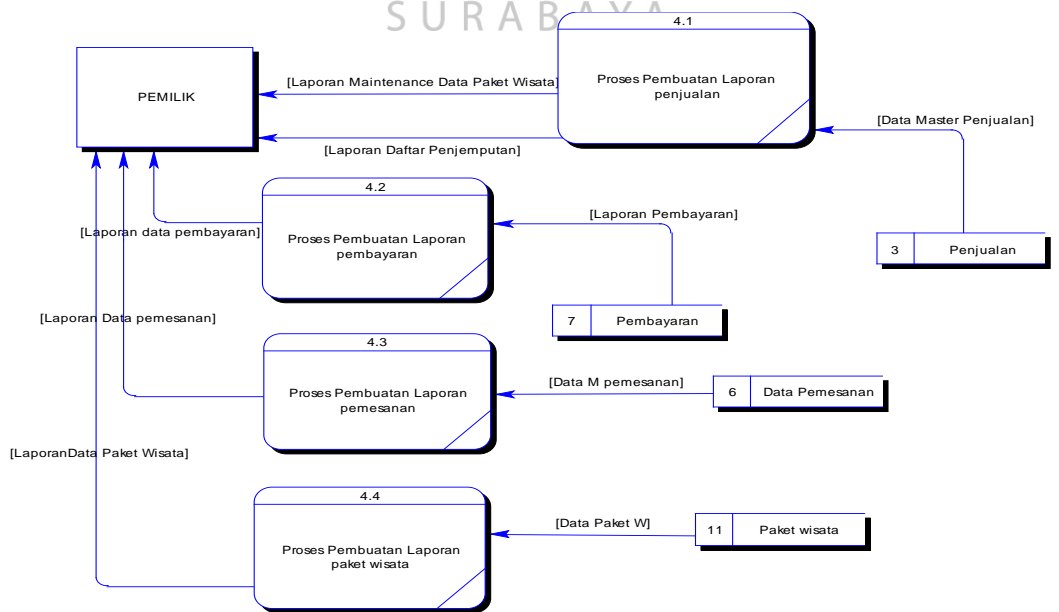 SURABAYA
4.1
PEMILIK
[Laporan Maintenance Data Paket Wisata]
Proses Pembuatan Laporan
penjualan
[Data Master Penjualan]
[Laporan Daftar Penjemputan]
4.2
[Laporan data pembayaran]
Proses Pembuatan Laporan
pembayaran
[Laporan Pembayaran]
3 Penjualan
[Laporan Data pemesanan]
7 Pembayaran
4.3
Proses Pembuatan Laporan
pemesanan
[Data M pemesanan]
6 Data Pemesanan
[LaporanData Paket Wisata]
4.4
Proses Pembuatan Laporan
paket wisata
[Data Paket W]
11 Paket wisata